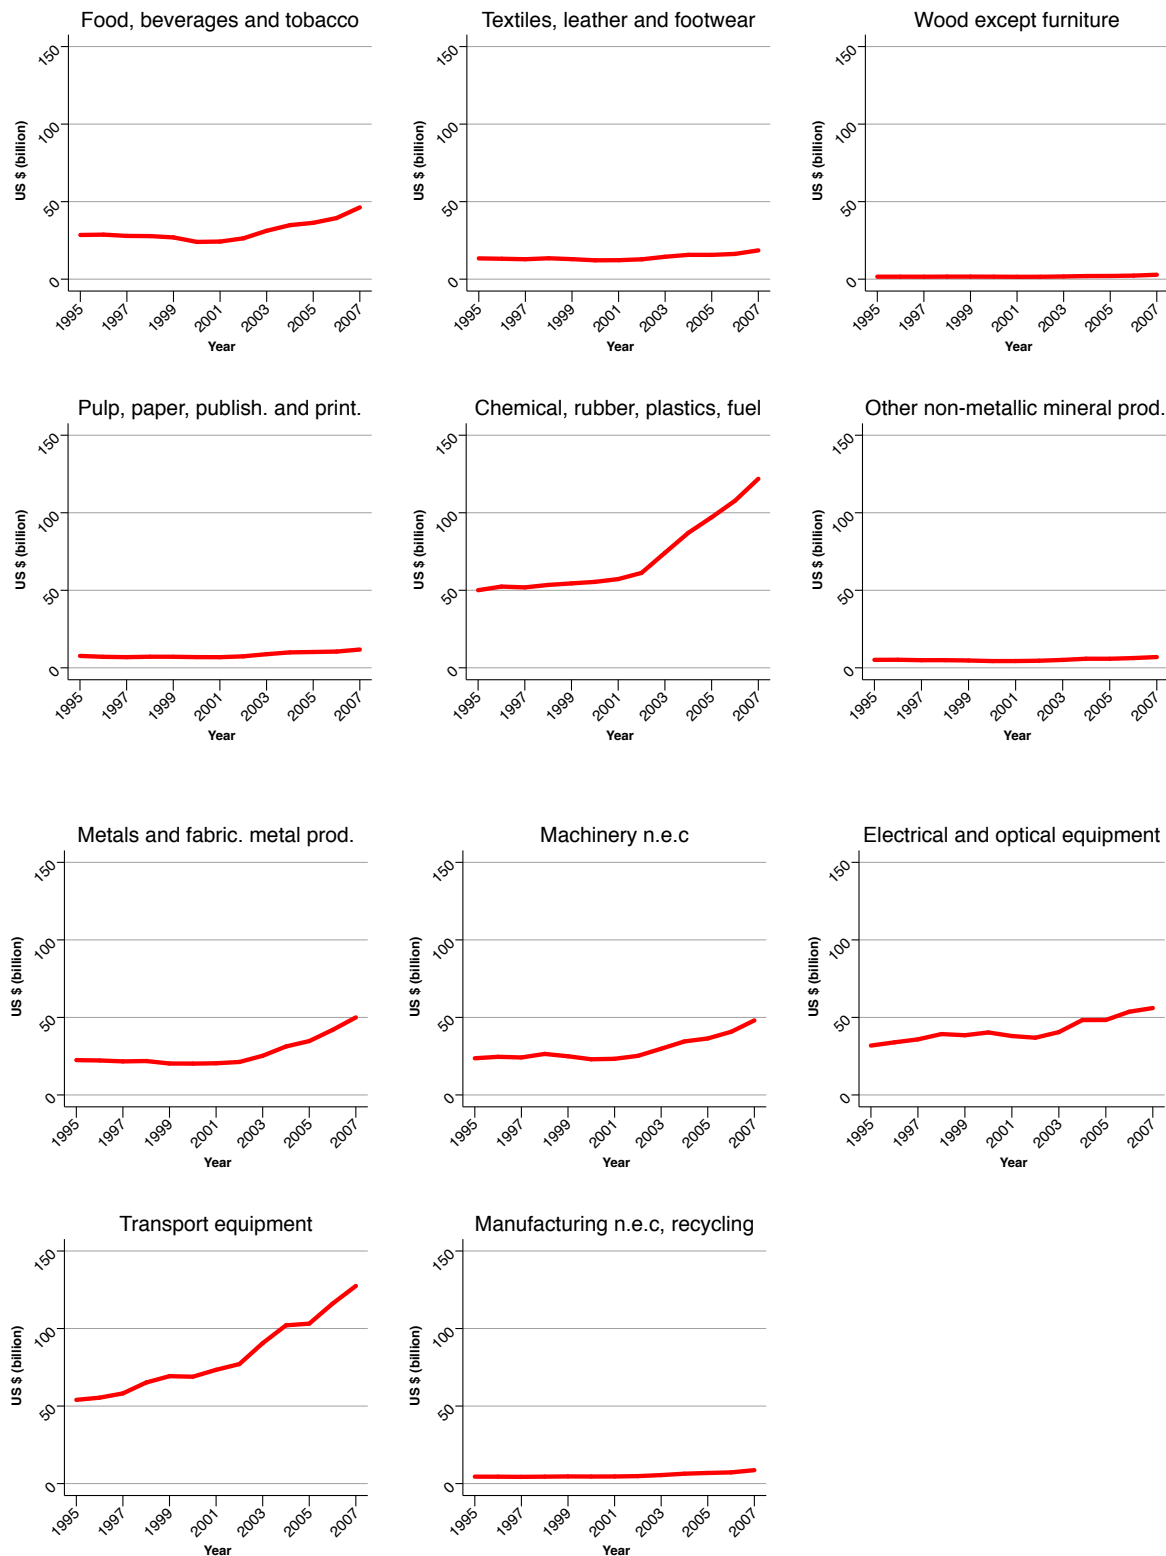 Food, beverages and tobacco
US $ (billion)
150
100
50
0
1995 1997 1999 2001 2003 2005 2007
Year
Textiles, leather and footwear
US $ (billion)
150
100
50
0
1995 1997 1999 2001 2003 2005 2007
Year
Wood except furniture
US $ (billion)
150
100
50
0
1995 1997 1999 2001 2003 2005 2007
Year
Pulp, paper, publish. and print.
US $ (billion)
150
100
50
0
1995 1997 1999 2001 2003 2005 2007
Year
Chemical, rubber, plastics, fuel
US $ (billion)
150
100
50
0
1995 1997 1999 2001 2003 2005 2007
Year
Other non-metallic mineral prod.
US $ (billion)
150
100
50
0
1995 1997 1999 2001 2003 2005 2007
Year
Metals and fabric. metal prod.
US $ (billion)
150
100
50
0
1995 1997 1999 2001 2003 2005 2007
Year
Machinery n.e.c
US $ (billion)
150
100
50
0
1995 1997 1999 2001 2003 2005 2007
Year
Electrical and optical equipment
US $ (billion)
150
100
50
0
1995 1997 1999 2001 2003 2005 2007
Year
Transport equipment
US $ (billion)
150
100
50
0
1995 1997 1999 2001 2003 2005 2007
Year
Manufacturing n.e.c, recycling
US $ (billion)
150
100
50
0
1995 1997 1999 2001 2003 2005 2007
Year